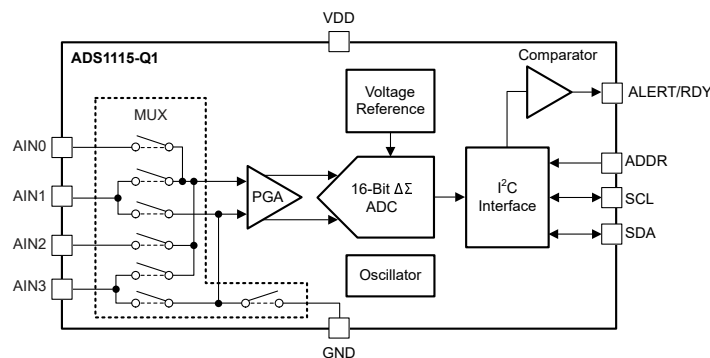 VDD
ADS1115-Q1
Comparator
Voltage
Reference
ALERT/RDY
MUX
AIN0
ADDR
AIN1
PGA
16-Bit ΔΣ
ADC
I²C
Interface
SCL
AIN2
SDA
Oscillator
AIN3
GND